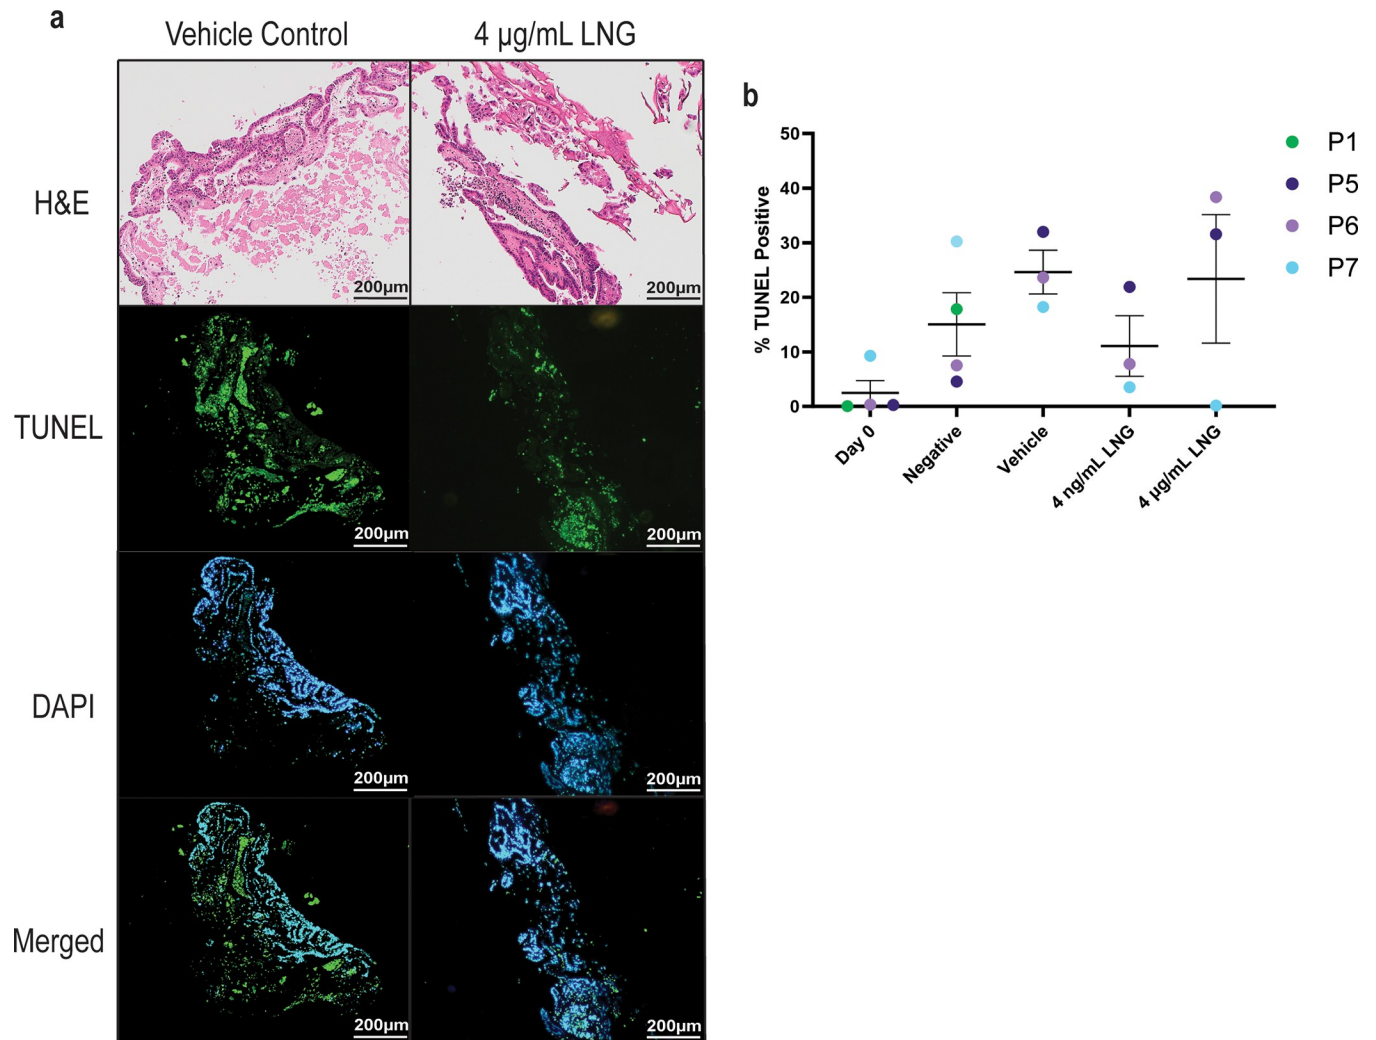 a
Vehicle Control
4 µg/mL LNG
H&E
200µm
200µm
TUNEL
200µm
200µm
DAPI
200µm
200µm
Merged
200µm
200µm
b
% TUNEL Positive
50
40
30
20
10
0
Day 0
Negative
Vehicle
4 ng/mL LNG
4 µg/mL LNG
P1
P5
P6
P7